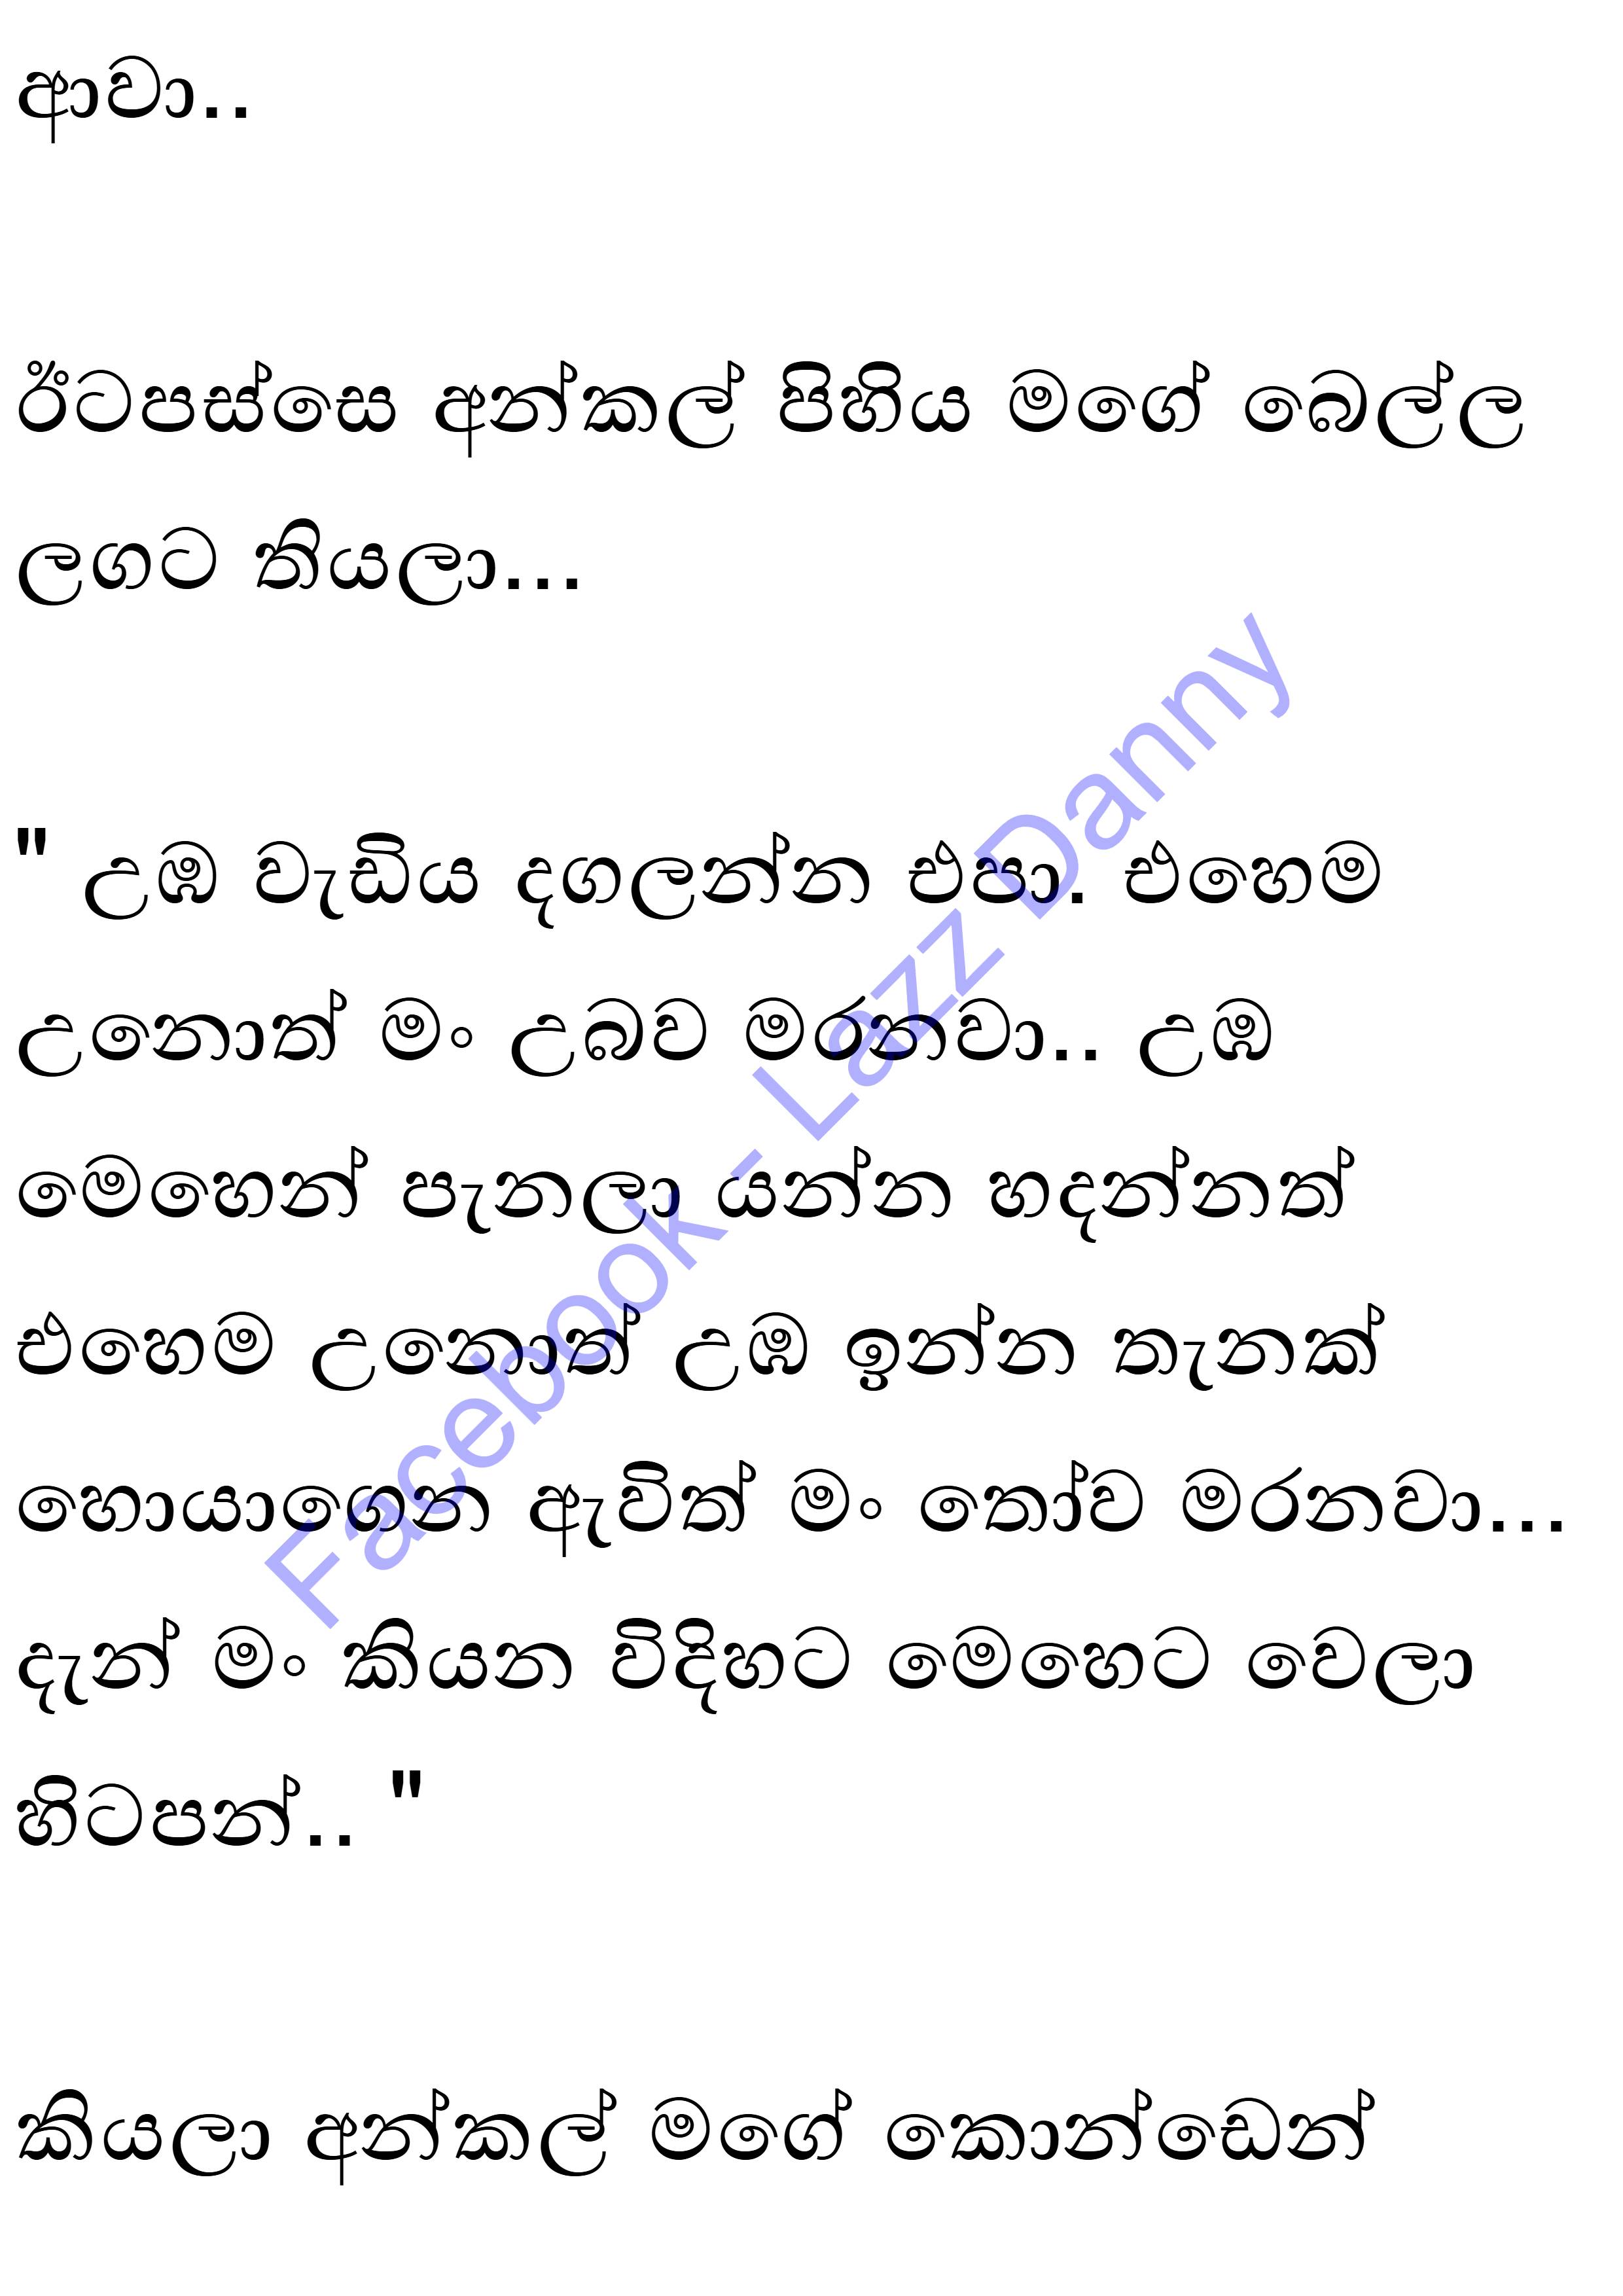 ආවා..
ඊටපස්සෙ අන්කල් පිහිය මගේ බෙල්ල
ලගට තියලා...
" උඹ වැඩිය දගලන්න එපා. එහෙම
උනොත් මං උබව මරනවා.. උඹ
මෙහෙන් පැනලා යන්න හදන්නත්
එහෙම උනොත් උඹ ඉන්න තැනක්
හොයාගෙන ඇවිත් මං තෝව මරනවා...
දැන් මං කියන විදිහට මෙහෙට වෙලා
හිටපන්.. "
කියලා අන්කල් මගේ කොන්ඩෙන්
Facebook - Lazz Danny